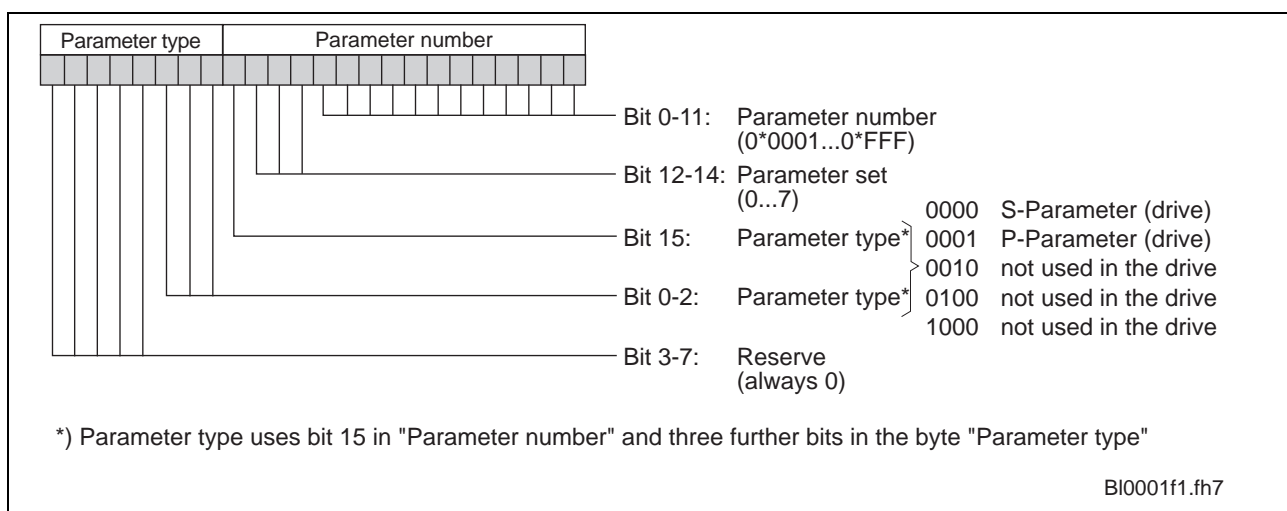 Parameter type Parameter number
Bit 0-11: Parameter number
(0*0001...0*FFF)
Bit 12-14: Parameter set
(0...7)
0000 S-Parameter (drive)
Bit 15: Parameter type* 0001 P-Parameter (drive)
0010 not used in the drive
Bit 0-2: Parameter type* 0100 not used in the drive
1000 not used in the drive
Bit 3-7: Reserve
(always 0)
*) Parameter type uses bit 15 in "Parameter number" and three further bits in the byte "Parameter type"
Bl0001f1.fh7